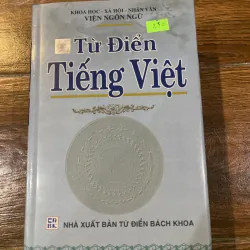 KHOA HỌC - XÃ HỘI - NHÂN VĂN
VIỆN NGÔN NGỮ
Từ Điển
Tiếng Việt
NHÀ XUẤT BẢN TỪ ĐIỂN BÁCH KHOA